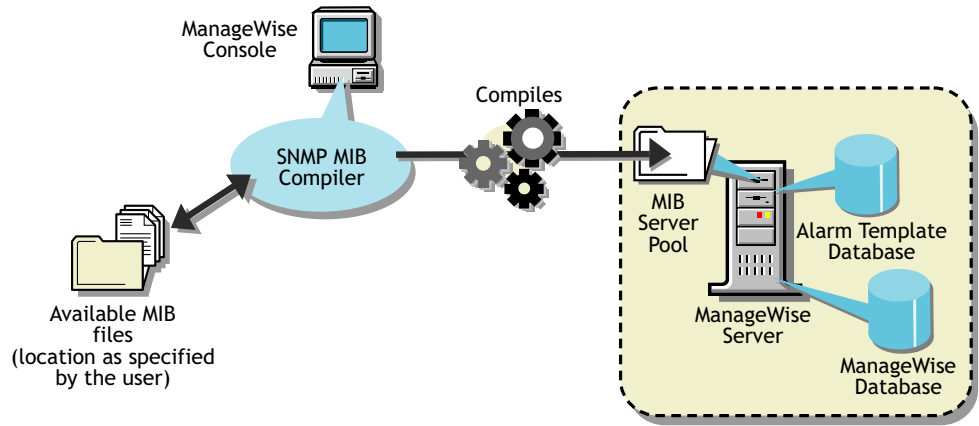 ManageWise
Console
Compiles
SNMP MIB
Compiler
MIB
Server
Pool
Alarm Template
Database
Available MIB
files
(location as specified
by the user)
ManageWise
Server
ManageWise
Database